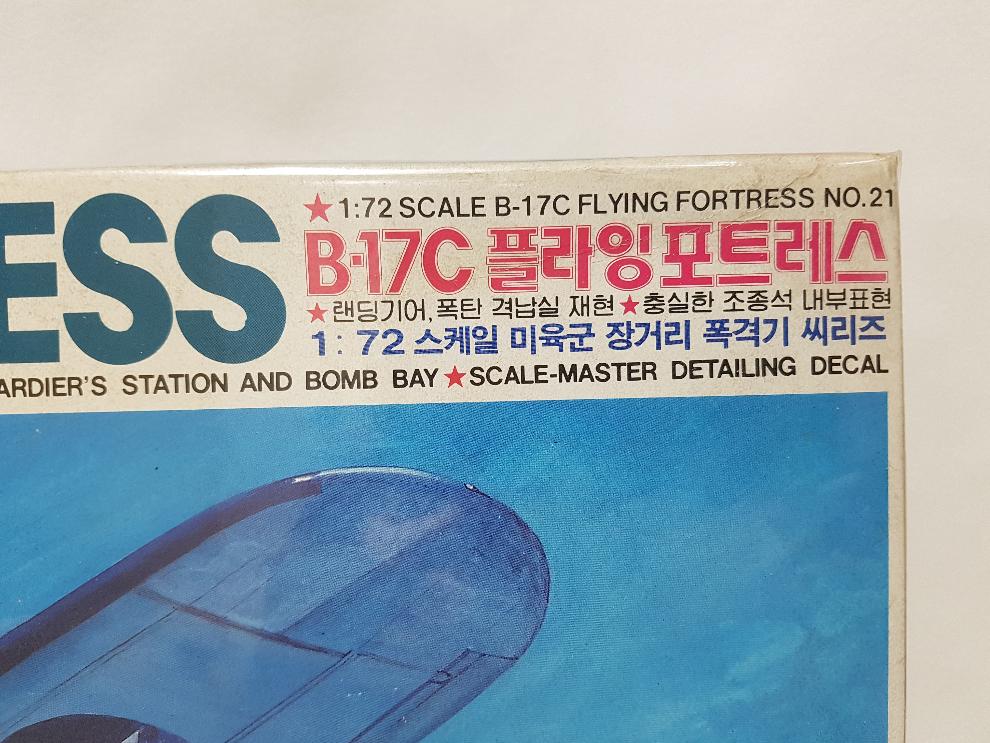 ESS
★1:72 SCALE B-17C FLYING FORTRESS NO.21
B-17C 플라잉포트레스
★랜딩기어,폭탄 격납실 재현★충실한 조종석 내부표현
1:72 스케일 미육군 장거리 폭격기 씨리즈
ARDIER'S STATION AND BOMB BAY★SCALE-MASTER DETAILING DECAL